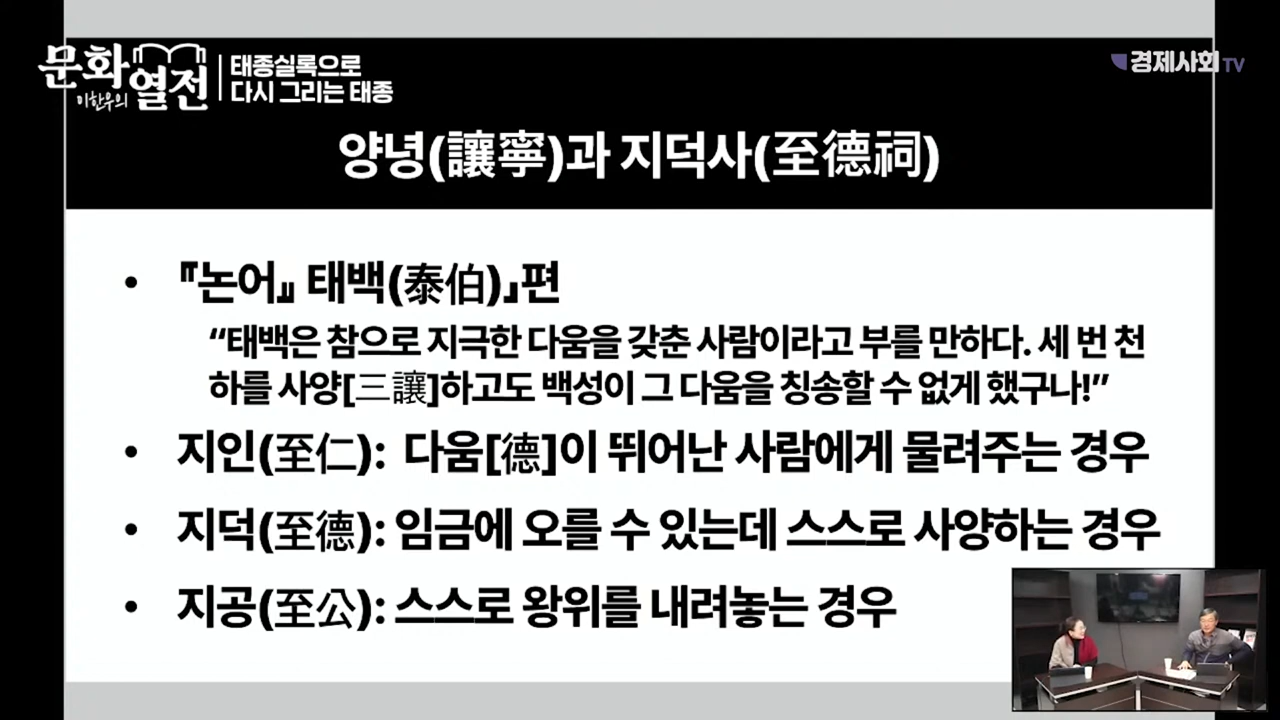 문화
이한우의 열전
태종실록으로
다시 그리는 태종
경제사회TV
양녕(讓寧)과 지덕사(至德祠)
• 『논어』 태백(泰伯)」편
“태백은 참으로 지극한 다움을 갖춘 사람이라고 부를 만하다. 세 번 천
하를 사양[三讓]하고도 백성이 그 다움을 칭송할 수 없게 했구나!”
• 지인(至仁): 다움[德]이 뛰어난 사람에게 물려주는 경우
• 지덕(至德): 임금에 오를 수 있는데 스스로 사양하는 경우
• 지공(至公): 스스로 왕위를 내려놓는 경우